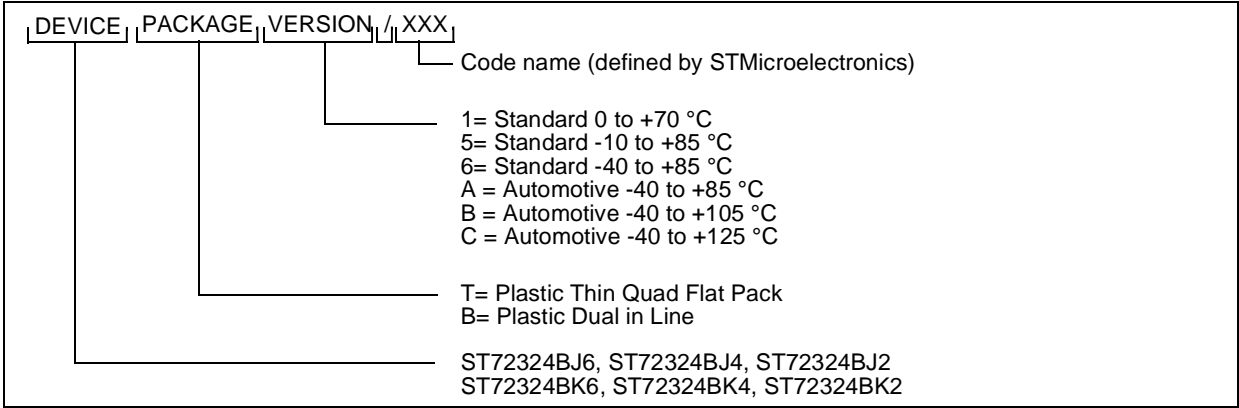 DEVICE PACKAGE VERSION / XXX
Code name (defined by STMicroelectronics)
1= Standard 0 to +70 °C
5= Standard -10 to +85 °C
6= Standard -40 to +85 °C
A = Automotive -40 to +85 °C
B = Automotive -40 to +105 °C
C = Automotive -40 to +125 °C
T= Plastic Thin Quad Flat Pack
B= Plastic Dual in Line
ST72324BJ6, ST72324BJ4, ST72324BJ2
ST72324BK6, ST72324BK4, ST72324BK2